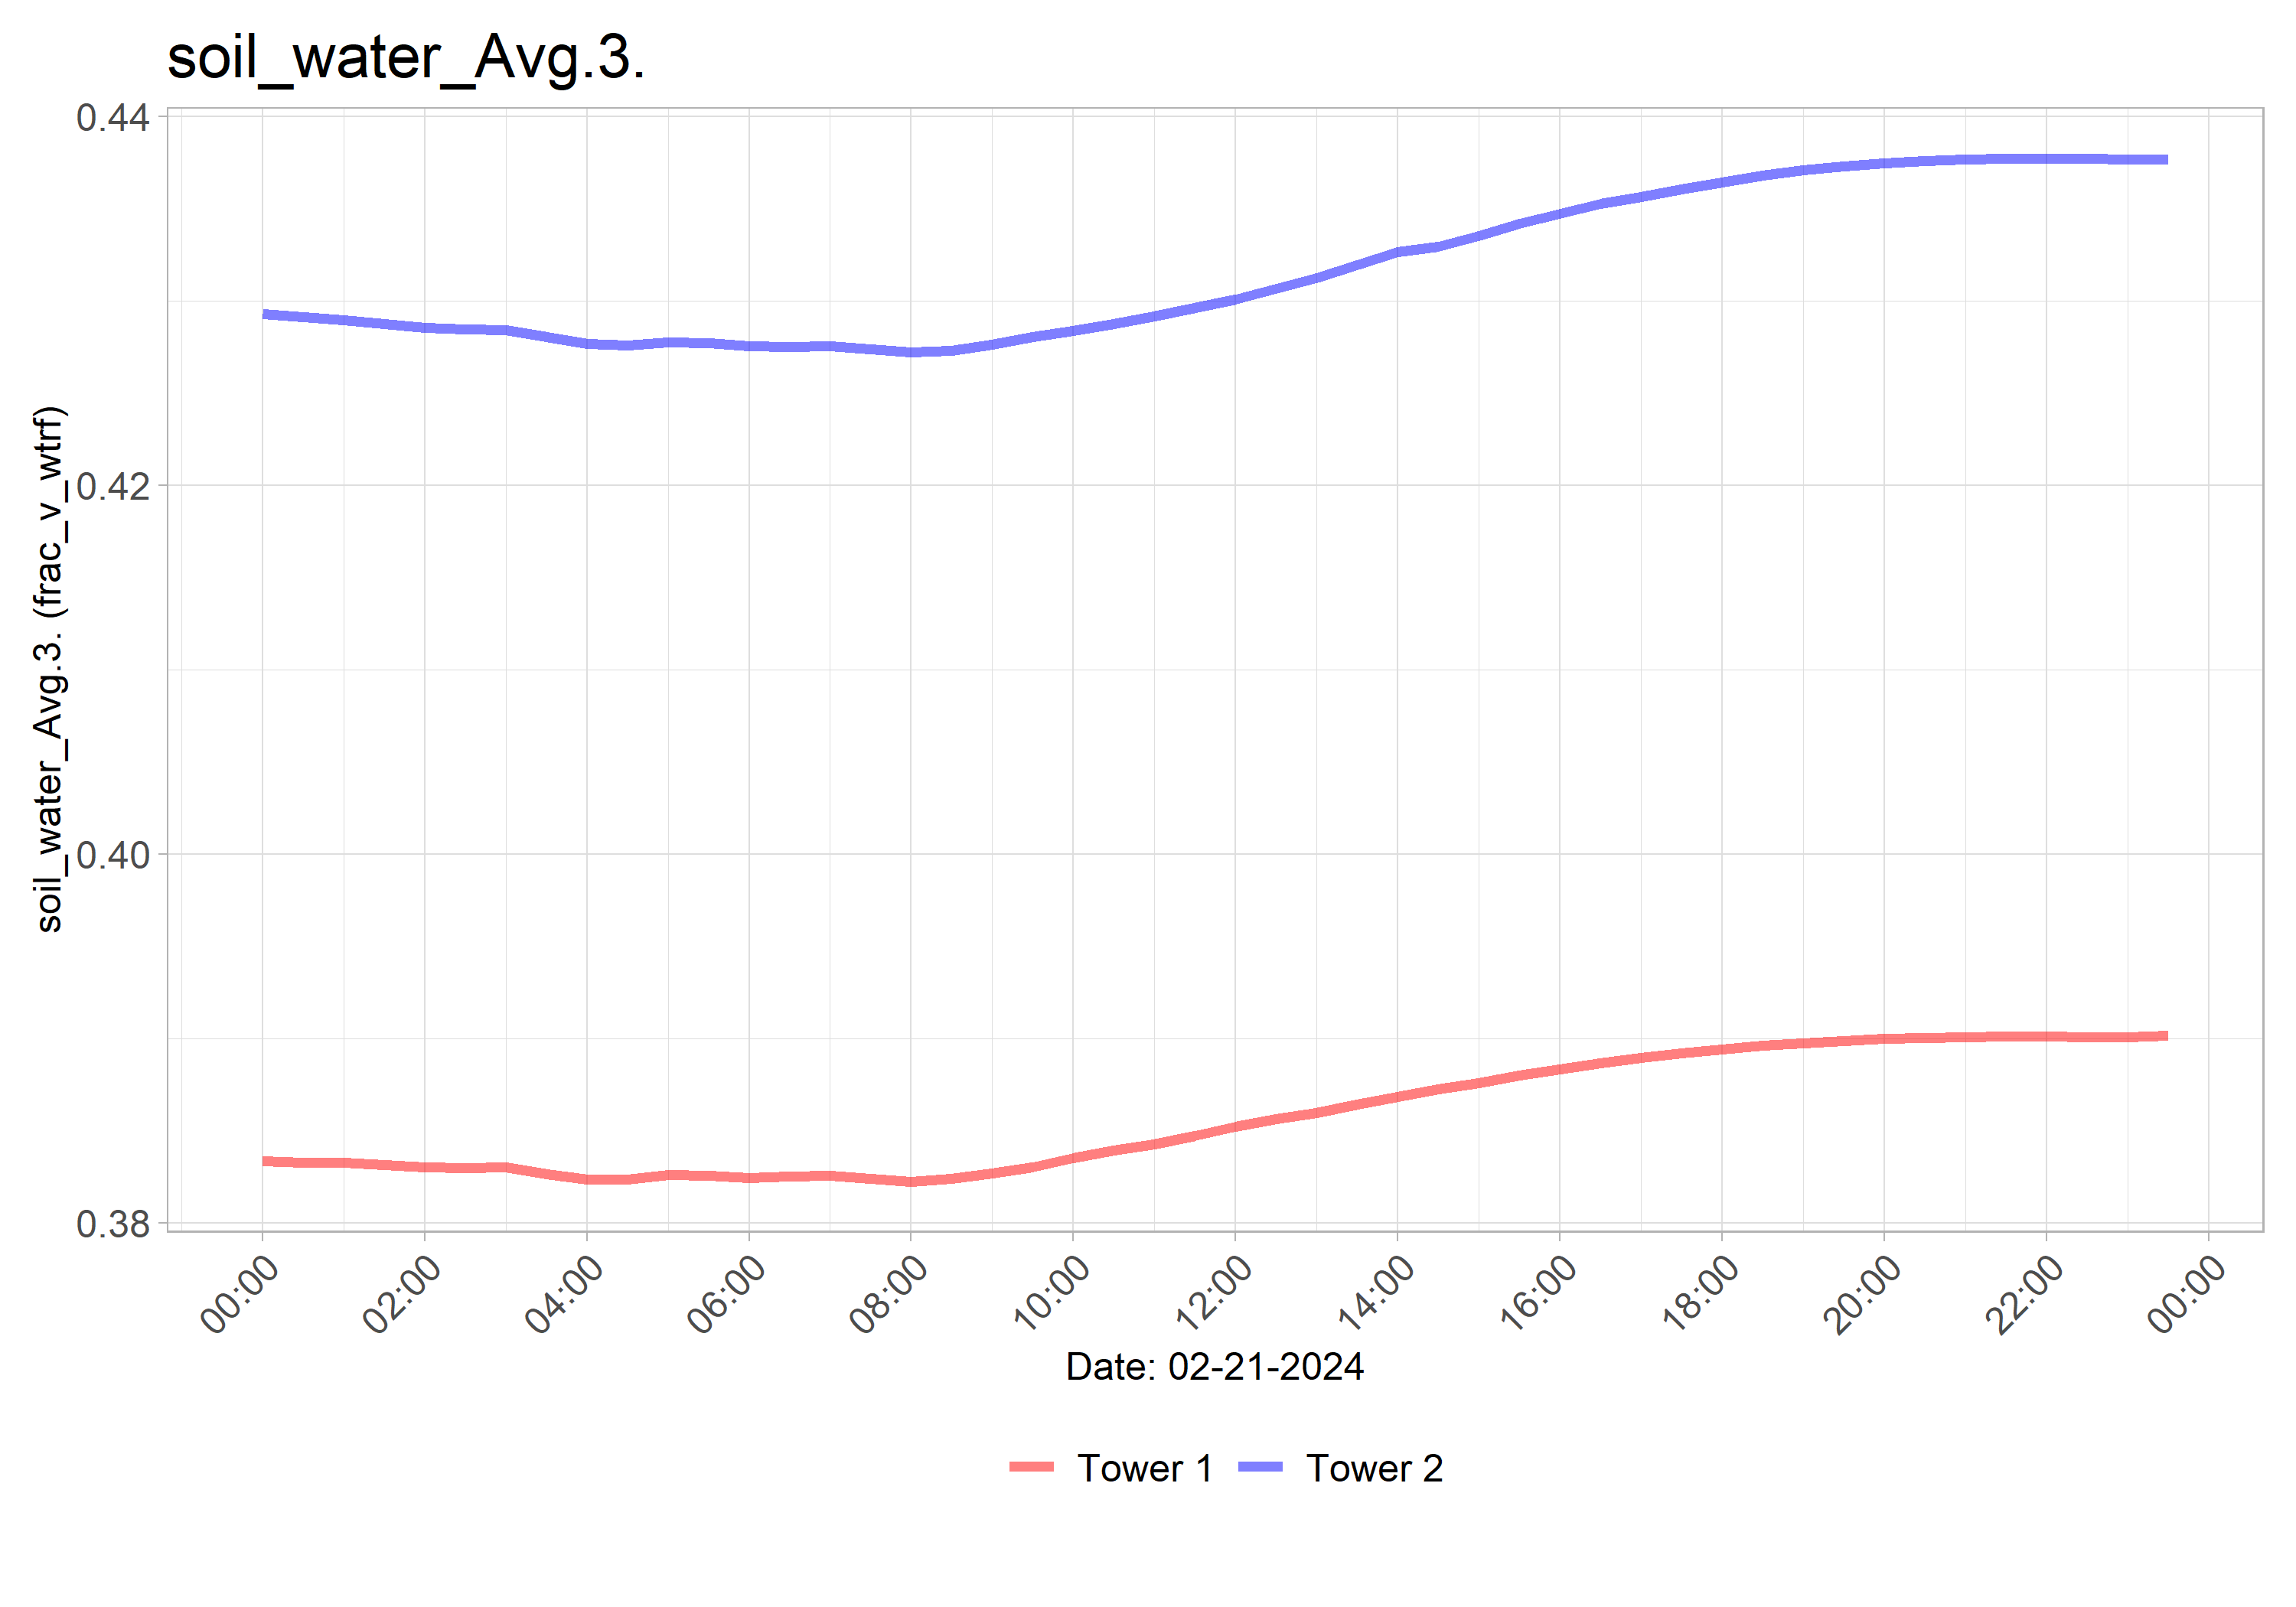 soil_water_Avg.3.
soil_water_Avg.3. (frac_v_wtrf)
0.44
0.42
0.40
0.38
00:00 02:00 04:00 06:00 08:00 10:00 12:00 14:00 16:00 18:00 20:00 22:00 00:00
Date: 02-21-2024
Tower 1 Tower 2